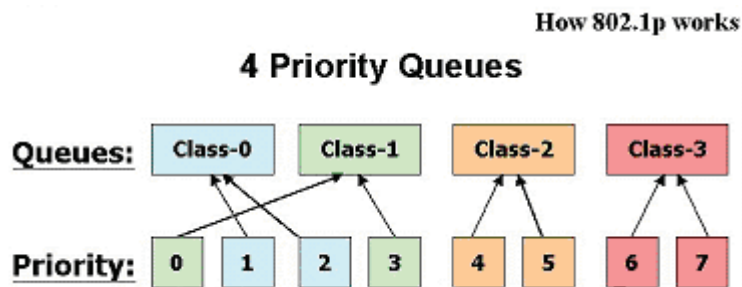 How 802.1p works
4 Priority Queues
Queues: Class-0 Class-1 Class-2 Class-3
Priority: 0 1 2 3 4 5 6 7